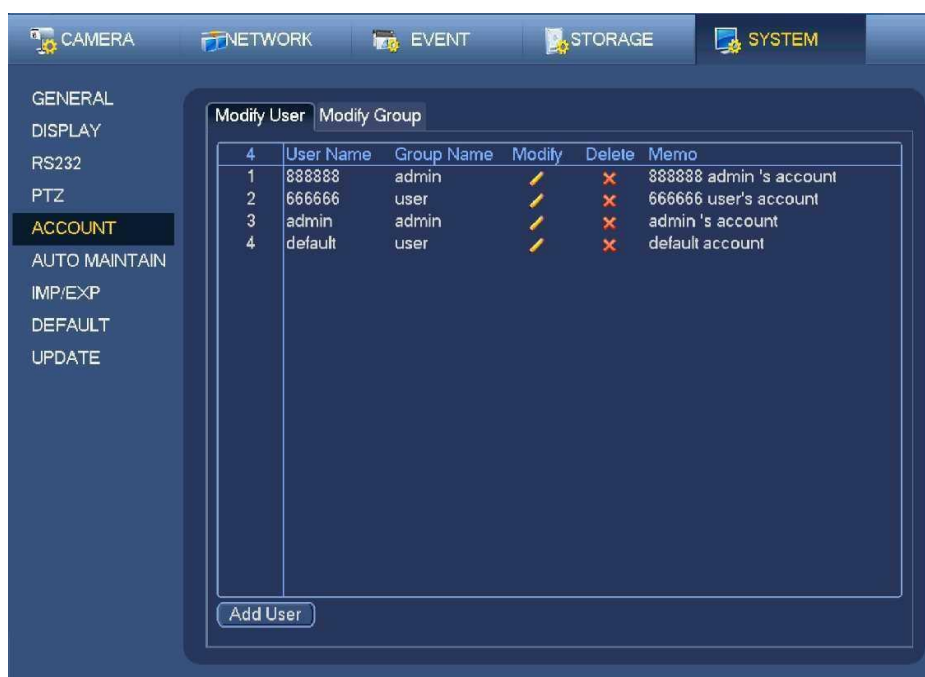 CAMERA NETWORK EVENT STORAGE SYSTEM
GENERAL
DISPLAY
RS232
PTZ
ACCOUNT
AUTO MAINTAIN
IMP/EXP
DEFAULT
UPDATE
Modify User Modify Group
4 User Name Group Name Modify Delete Memo
1 888888 admin 888888 admin 's account
2 666666 user 666666 user's account
3 admin admin admin 's account
4 default user default account
Add User